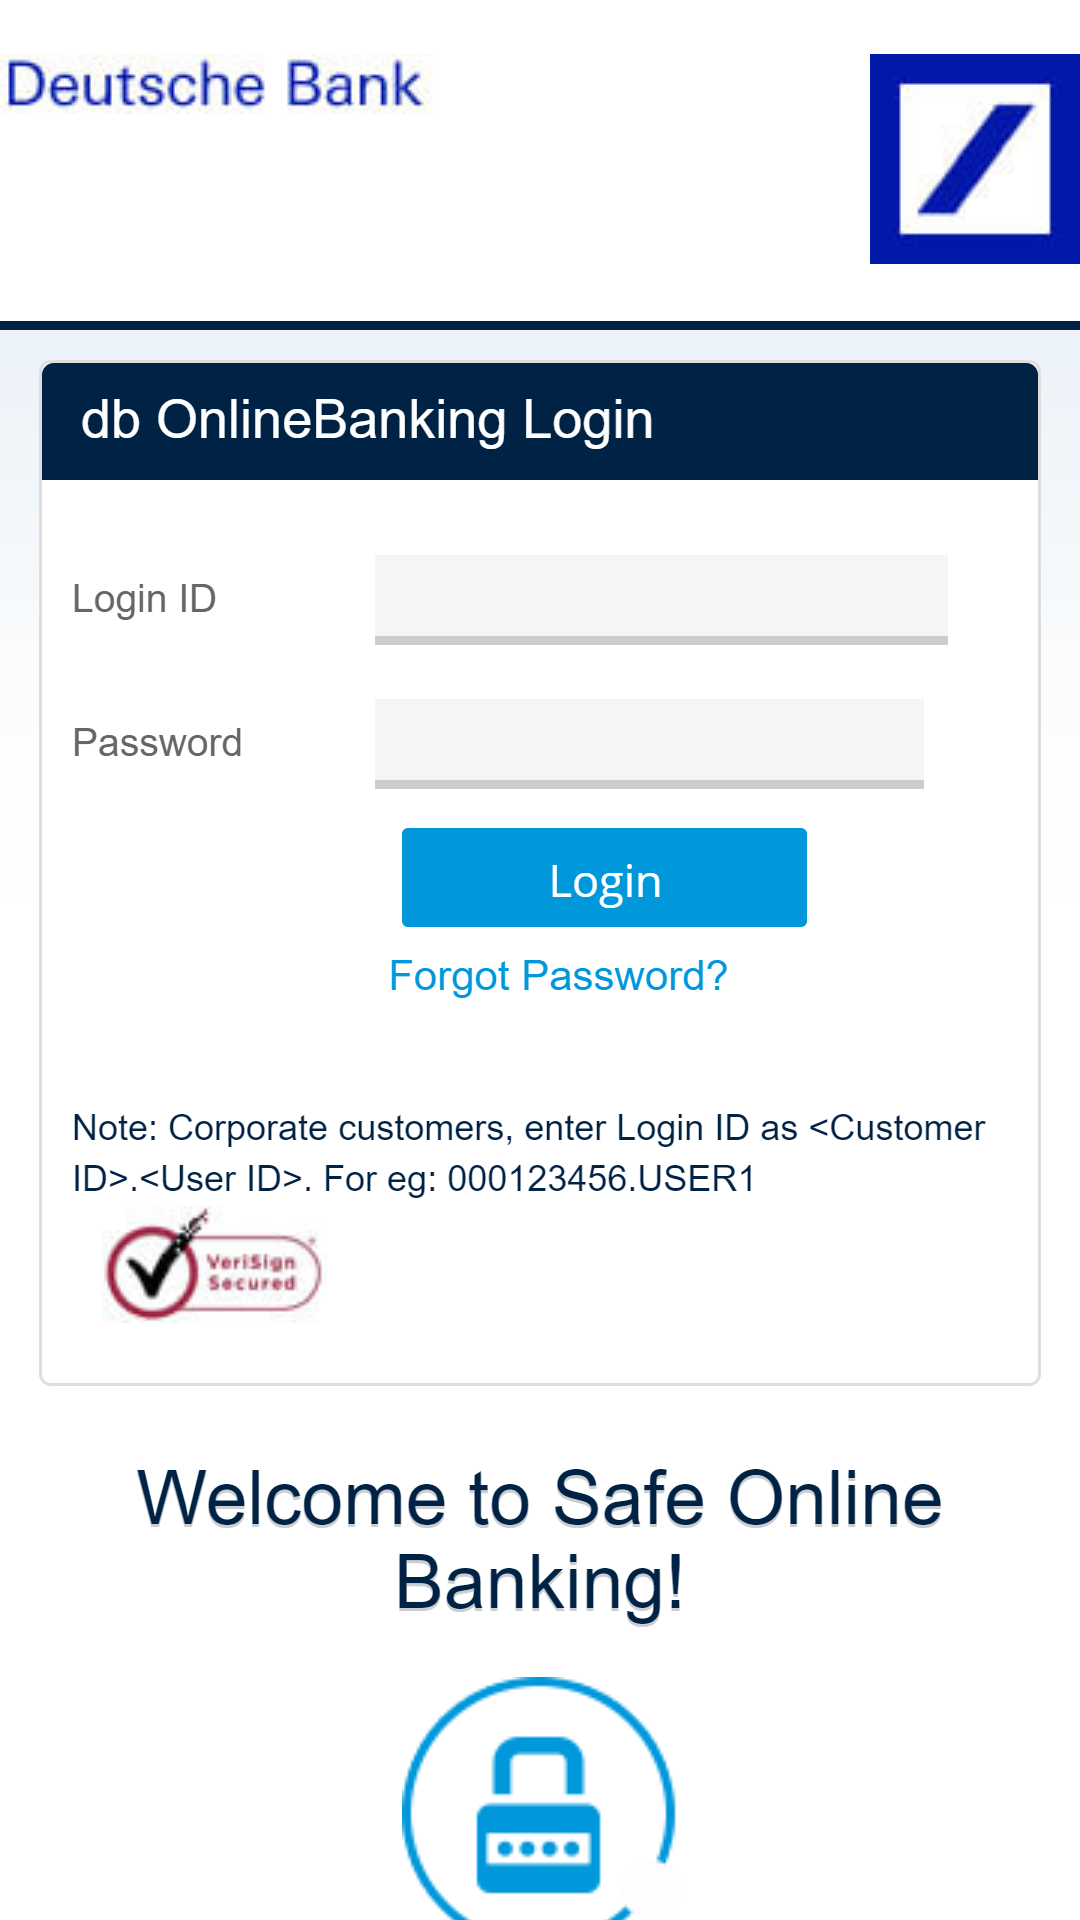 Deutsche Bank
db OnlineBanking Login
Login ID
Password
Login
Forgot Password?
Note: Corporate customers, enter Login ID as <Customer
ID>.<User ID>. For eg: 000123456.USER1
VeriSign
Secured
Welcome to Safe Online
Banking!